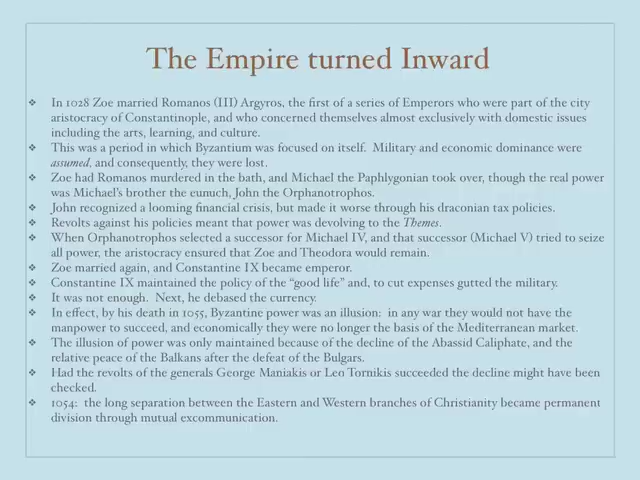 The Empire turned Inward
❖ In 1028 Zoe married Romanos (III) Argyros, the first of a series of Emperors who were part of the city
aristocracy of Constantinople, and who concerned themselves almost exclusively with domestic issues
including the arts, learning, and culture.
❖ This was a period in which Byzantium was focused on itself. Military and economic dominance were
assumed, and consequently, they were lost.
❖ Zoe had Romanos murdered in the bath, and Michael the Paphlygonian took over, though the real power
was Michael's brother the eunuch, John the Orphanotrophos.
❖ John recognized a looming financial crisis, but made it worse through his draconian tax policies.
❖ Revolts against his policies meant that power was devolving to the Themes.
❖ When Orphanotrophos selected a successor for Michael IV, and that successor (Michael V) tried to seize
all power, the aristocracy ensured that Zoe and Theodora would remain.
❖ Zoe married again, and Constantine IX became emperor.
❖ Constantine IX maintained the policy of the “good life” and, to cut expenses gutted the military.
❖ It was not enough. Next, he debased the currency.
❖ In effect, by his death in 1055, Byzantine power was an illusion: in any war they would not have the
manpower to succeed, and economically they were no longer the basis of the Mediterranean market.
❖ The illusion of power was only maintained because of the decline of the Abassid Caliphate, and the
relative peace of the Balkans after the defeat of the Bulgars.
❖ Had the revolts of the generals George Maniakis or Leo Tornikis succeeded the decline might have been
checked.
❖ 1054: the long separation between the Eastern and Western branches of Christianity became permanent
division through mutual excommunication.